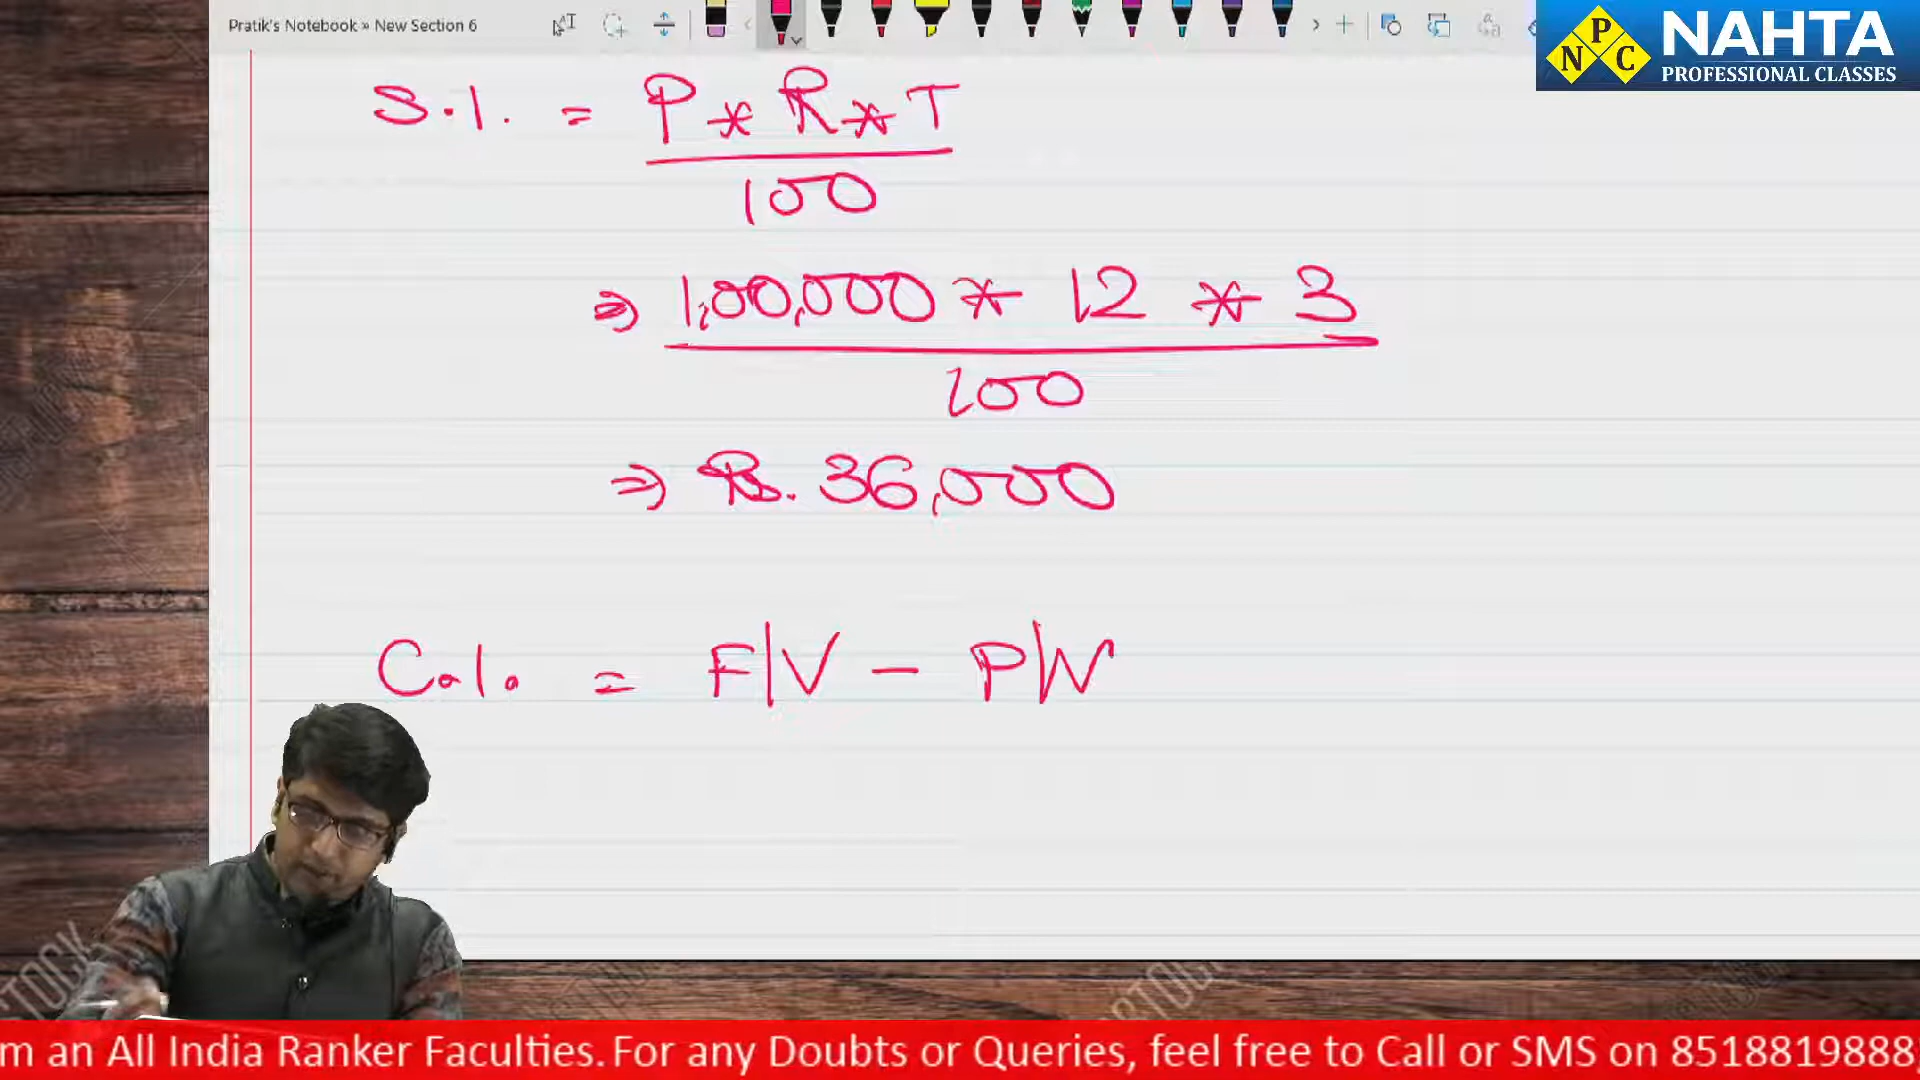 Pratik's Notebook » New Section 6
NPC
NAHTA
PROFESSIONAL CLASSES
S.I. = P * R * T
100
⇒ 1,00,000 * 12 * 3
100
⇒ Rs. 36,000
C.I. = F/V - P/V
m an All India Ranker Faculties. For any Doubts or Queries, feel free to Call or SMS on 8518819888